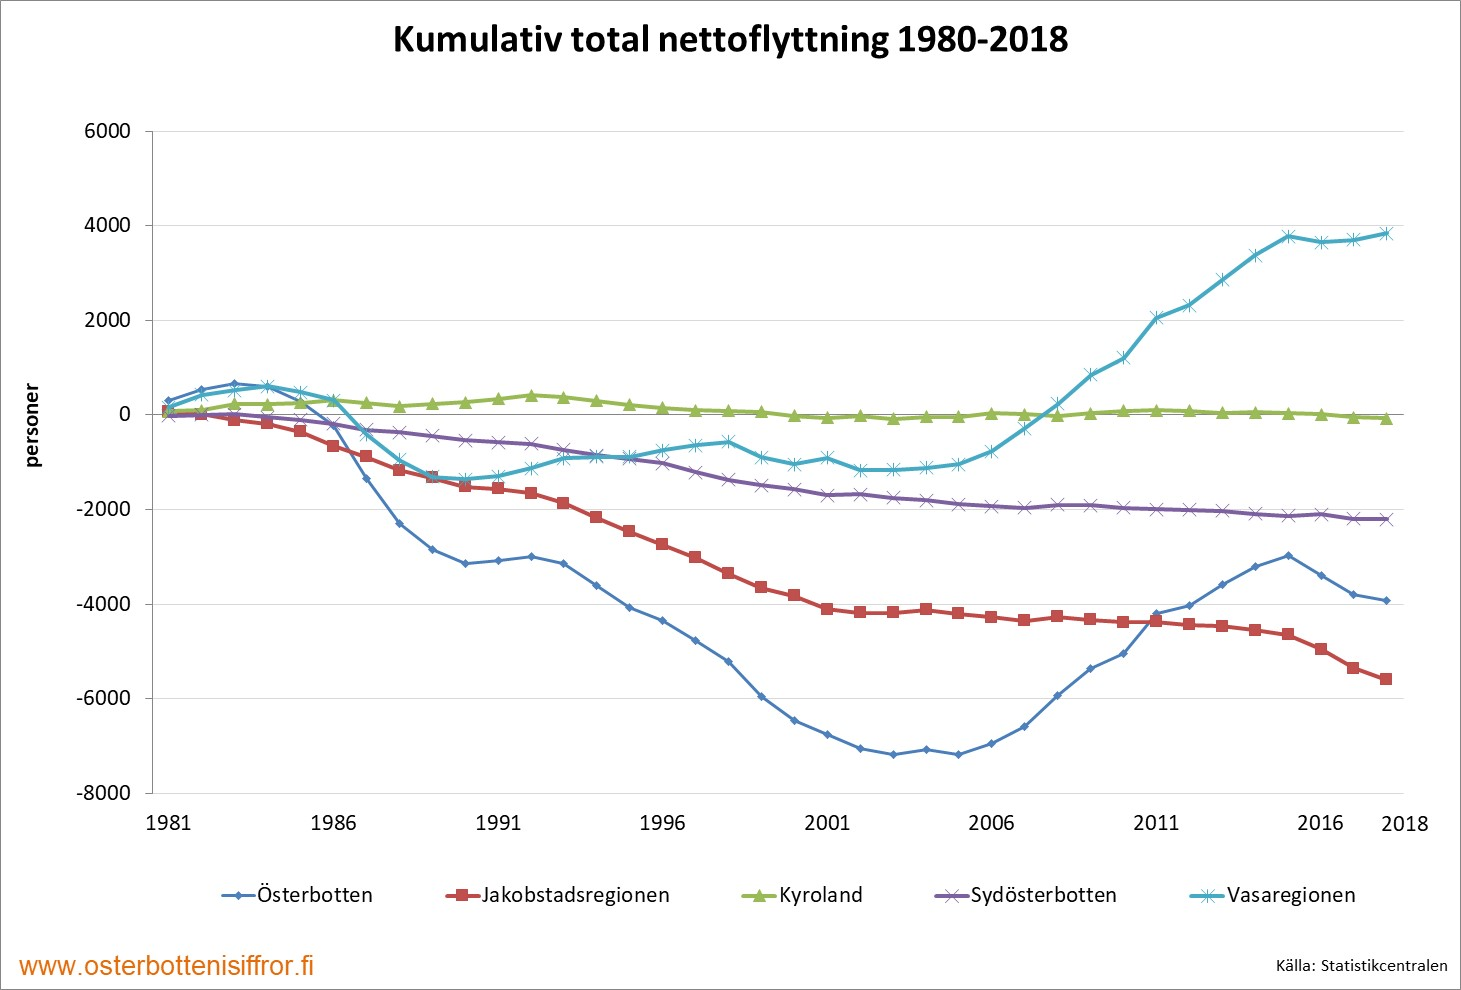 Kumulativ total nettoflyttning 1980-2018
personer
6000
4000
2000
0
-2000
-4000
-6000
-8000
1981 1986 1991 1996 2001 2006 2011 2016 2018
Österbotten Jakobstadsregionen Kyroland Sydösterbotten Vasaregionen
www.osterbottenisiffror.fi
Källa: Statistikcentralen